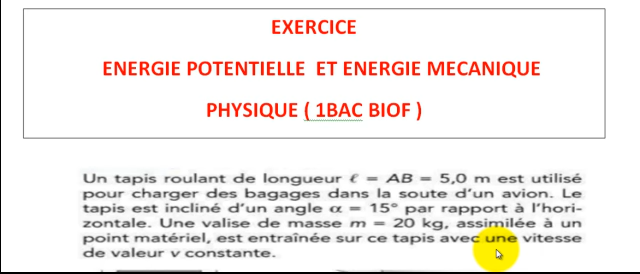 EXERCICE
ENERGIE POTENTIELLE ET ENERGIE MECANIQUE
PHYSIQUE ( 1BAC BIOF )
Un tapis roulant de longueur ℓ = AB = 5,0 m est utilisé
pour charger des bagages dans la soute d'un avion. Le
tapis est incliné d'un angle α = 15° par rapport à l'hori-
zontale. Une valise de masse m = 20 kg, assimilée à un
point matériel, est entraînée sur ce tapis avec une vitesse
de valeur v constante.